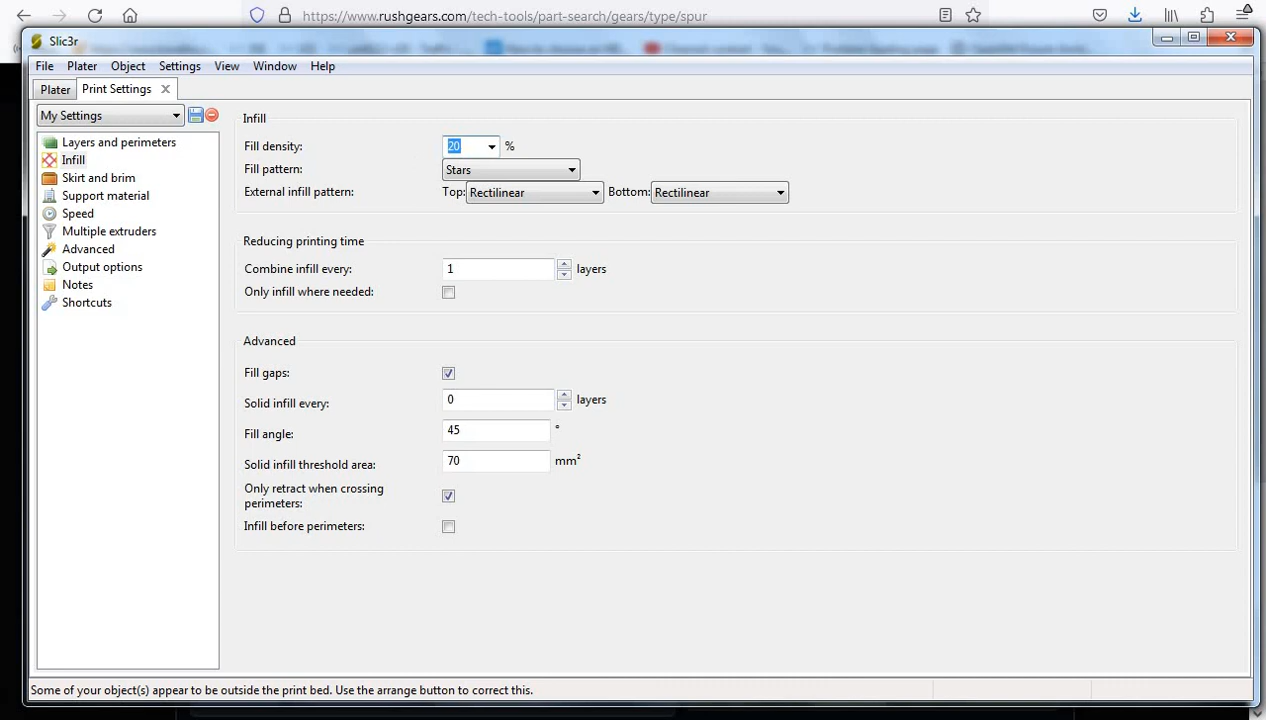 https://www.rushgears.com/tech-tools/part-search/gears/type/spur
Slic3r
File Plater Object Settings View Window Help
Plater Print Settings
My Settings
Layers and perimeters
Infill
Skirt and brim
Support material
Speed
Multiple extruders
Advanced
Output options
Notes
Shortcuts
Infill
Fill density: 20 %
Fill pattern: Stars
External infill pattern: Top: Rectilinear Bottom: Rectilinear
Reducing printing time
Combine infill every: 1 layers
Only infill where needed:
Advanced
Fill gaps:
Solid infill every: 0 layers
Fill angle: 45 °
Solid infill threshold area: 70 mm²
Only retract when crossing
perimeters:
Infill before perimeters:
Some of your object(s) appear to be outside the print bed. Use the arrange button to correct this.